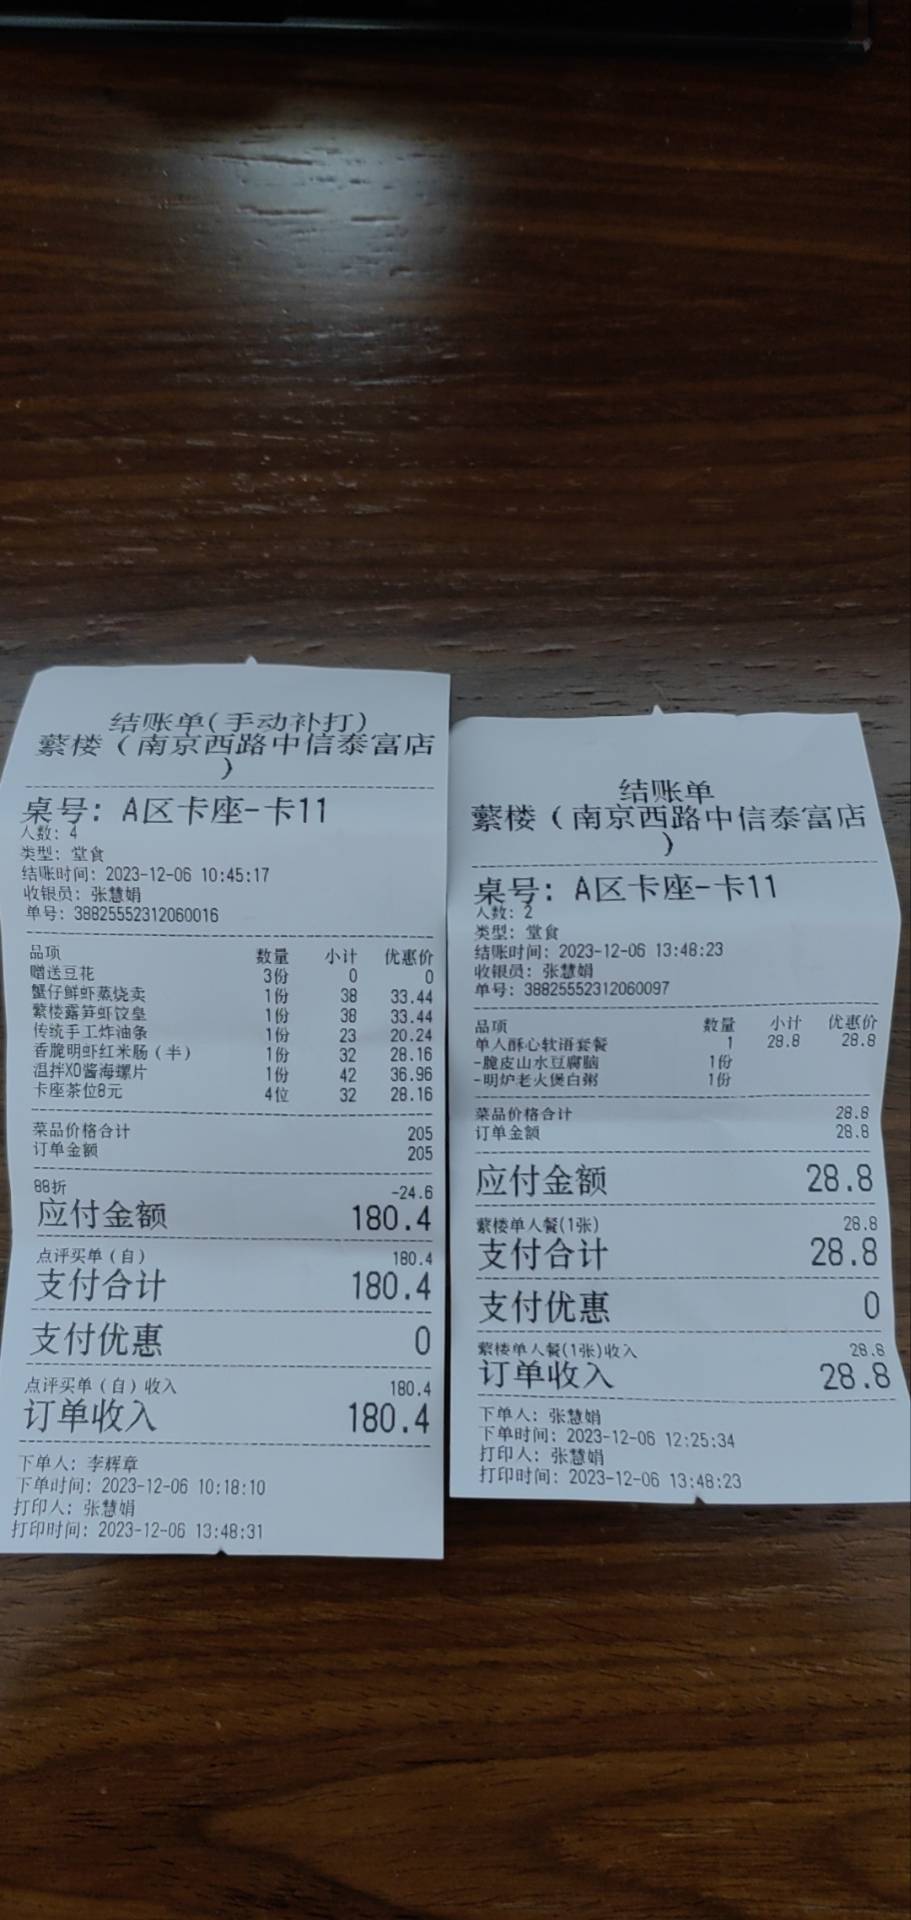 结账单(手动补打)
蘩楼（南京西路中信泰富店
）
桌号: A区卡座-卡11
人数: 4
类型: 堂食
结账时间: 2023-12-06 10:45:17
收银员: 张慧娟
单号: 38825552312060016
品项 数量 小计 优惠价
赠送豆花 3份 0 0
蟹仔鲜虾蒸烧卖 1份 38 33.44
蘩楼露笋虾饺皇 1份 38 33.44
传统手工炸油条 1份 23 20.24
香脆明虾红米肠（半） 1份 32 28.16
温拌XO酱海螺片 1份 42 36.96
卡座茶位8元 4位 32 28.16
菜品价格合计 205
订单金额 205
88折 -24.6
应付金额 180.4
点评买单（自） 180.4
支付合计 180.4
支付优惠 0
点评买单（自）收入 180.4
订单收入 180.4
下单人: 李辉章
下单时间: 2023-12-06 10:18:10
打印人: 张慧娟
打印时间: 2023-12-06 13:48:31
结账单
蘩楼（南京西路中信泰富店
）
桌号: A区卡座-卡11
人数: 2
类型: 堂食
结账时间: 2023-12-06 13:48:23
收银员: 张慧娟
单号: 38825552312060097
品项 数量 小计 优惠价
单人酥心软语套餐 1 28.8 28.8
-脆皮山水豆腐脑 1份
-明炉老火煲白粥 1份
菜品价格合计 28.8
订单金额 28.8
应付金额 28.8
蘩楼单人餐(1张) 28.8
支付合计 28.8
支付优惠 0
蘩楼单人餐(1张)收入 28.8
订单收入 28.8
下单人: 张慧娟
下单时间: 2023-12-06 12:25:34
打印人: 张慧娟
打印时间: 2023-12-06 13:48:23